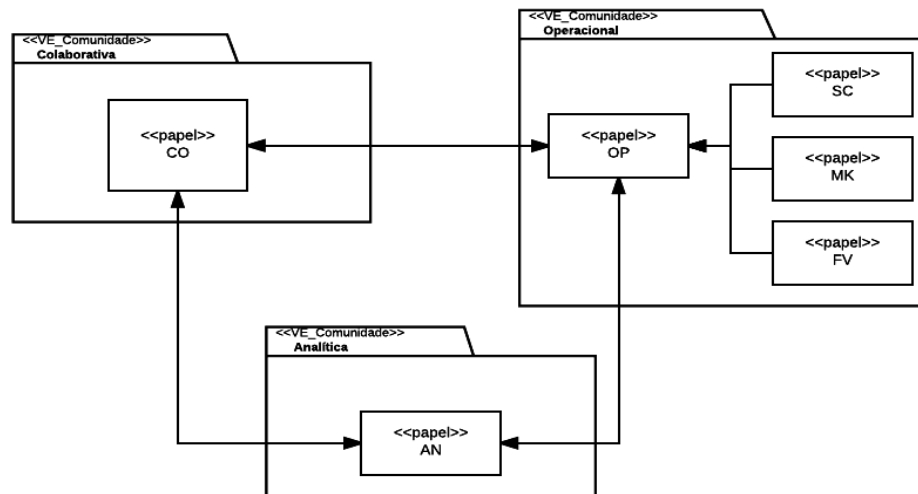 <<VE_Comunidade>>
Colaborativa
<<papel>>
CO
<<VE_Comunidade>>
Operacional
<<papel>>
OP
<<papel>>
SC
<<papel>>
MK
<<papel>>
FV
<<VE_Comunidade>>
Analítica
<<papel>>
AN